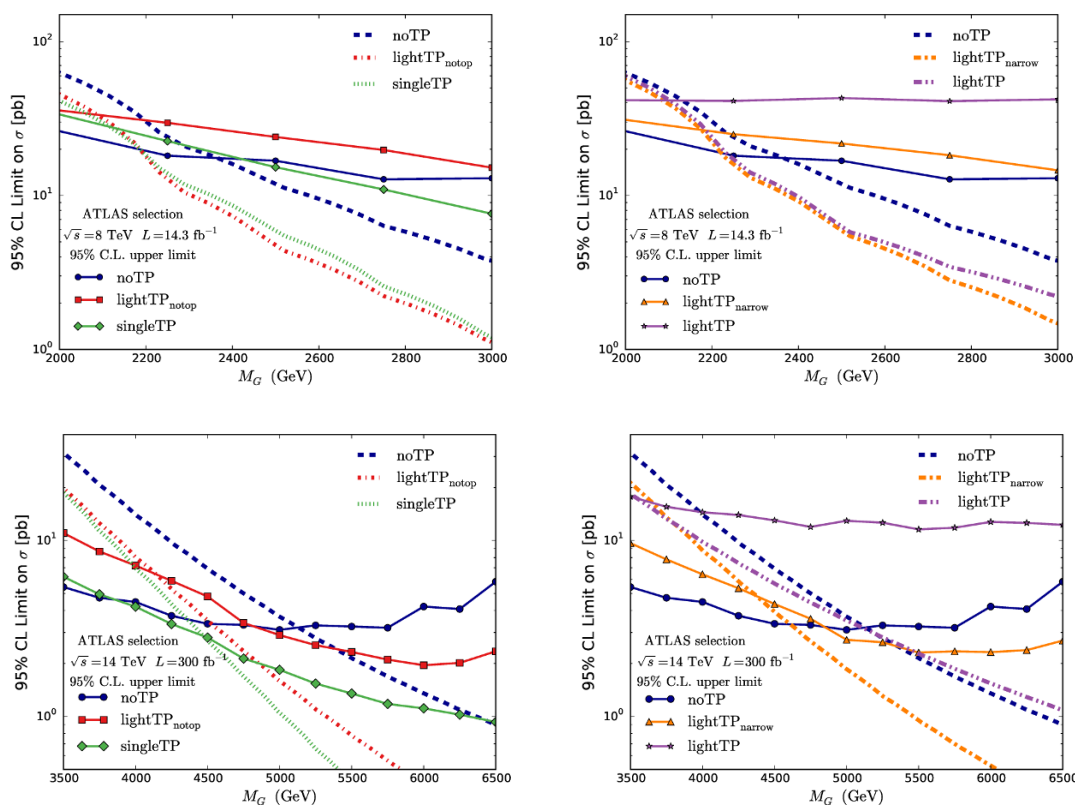 10²
noTP
lightTP_notop
singleTP
95% CL Limit on σ [pb]
10¹
ATLAS selection
√s =8 TeV L=14.3 fb⁻¹
95% C.L. upper limit
noTP
lightTP_notop
singleTP
10⁰
2000 2200 2400 2600 2800 3000
M_G (GeV)
10²
noTP
lightTP_narrow
lightTP
95% CL Limit on σ [pb]
10¹
ATLAS selection
√s =8 TeV L=14.3 fb⁻¹
95% C.L. upper limit
noTP
lightTP_narrow
lightTP
10⁰
2000 2200 2400 2600 2800 3000
M_G (GeV)
noTP
lightTP_notop
singleTP
95% CL Limit on σ [pb]
10¹
ATLAS selection
√s =14 TeV L=300 fb⁻¹
95% C.L. upper limit
noTP
lightTP_notop
singleTP
10⁰
3500 4000 4500 5000 5500 6000 6500
M_G (GeV)
noTP
lightTP_narrow
lightTP
95% CL Limit on σ [pb]
10¹
ATLAS selection
√s =14 TeV L=300 fb⁻¹
95% C.L. upper limit
noTP
lightTP_narrow
lightTP
10⁰
3500 4000 4500 5000 5500 6000 6500
M_G (GeV)